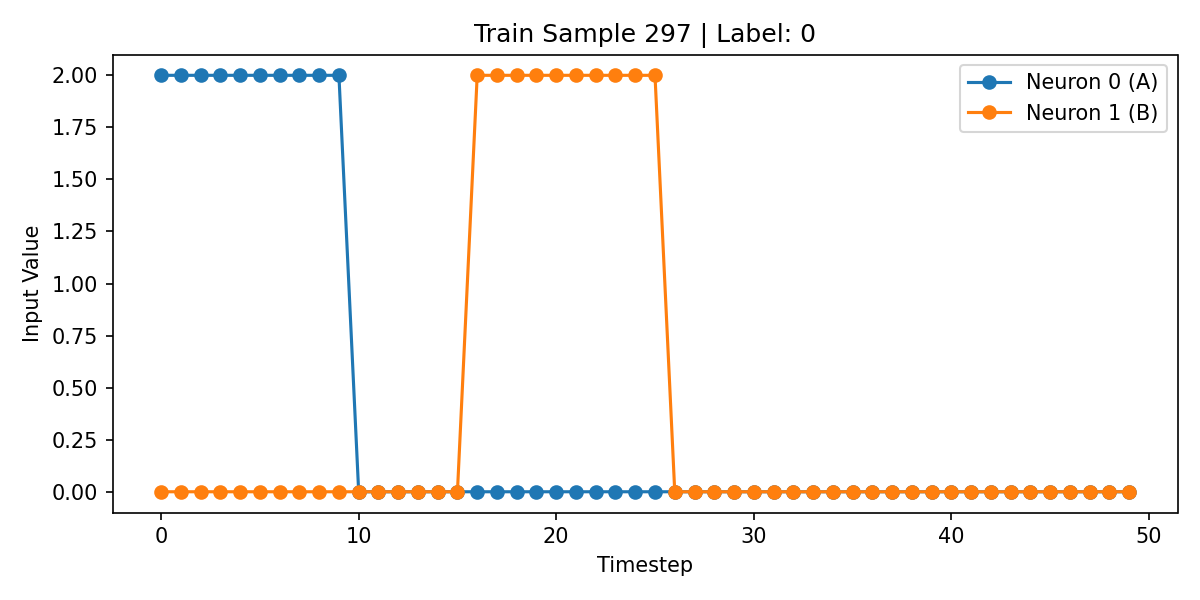 Train Sample 297 | Label: 0
Neuron 0 (A)
Neuron 1 (B)
Input Value
2.00
1.75
1.50
1.25
1.00
0.75
0.50
0.25
0.00
0 10 20 30 40 50
Timestep